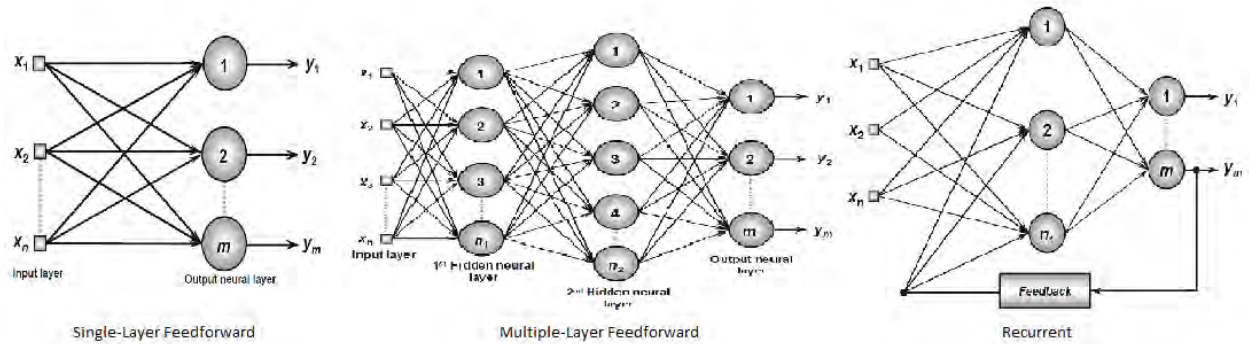 x1
x2
xn
Input layer
1
2
m
Output neural layer
y1
y2
ym
Single-Layer Feedforward
x1
x2
x3
xn
Input layer
1
2
3
n1
1st Hidden neural
layer
1
2
3
4
n2
2nd Hidden neural
layer
1
2
m
Output neural
layer
y1
y2
ym
Multiple-Layer Feedforward
x1
x2
xn
1
2
n1
1
m
y1
ym
Feedback
Recurrent